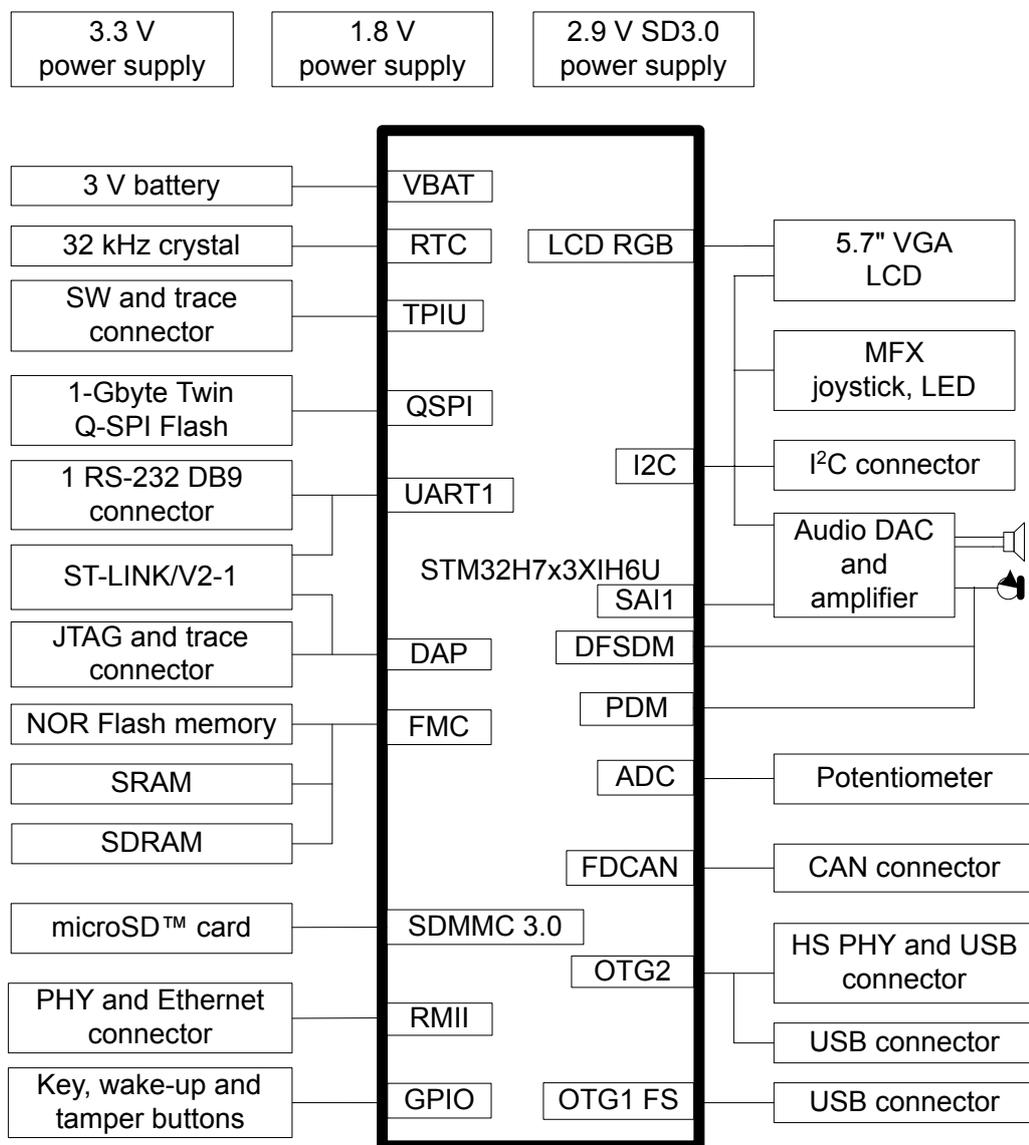 3.3 V
power supply
1.8 V
power supply
2.9 V SD3.0
power supply
3 V battery
VBAT
32 kHz crystal
RTC
LCD RGB
5.7" VGA
LCD
SW and trace
connector
TPIU
MFX
joystick, LED
1-Gbyte Twin
Q-SPI Flash
QSPI
I2C
I²C connector
1 RS-232 DB9
connector
UART1
Audio DAC
and
amplifier
ST-LINK/V2-1
STM32H7x3XIH6U
SAI1
JTAG and trace
connector
DAP
DFSDM
NOR Flash memory
FMC
PDM
SRAM
ADC
Potentiometer
SDRAM
FDCAN
CAN connector
microSD™ card
SDMMC 3.0
HS PHY and USB
connector
OTG2
PHY and Ethernet
connector
RMII
USB connector
Key, wake-up and
tamper buttons
GPIO
OTG1 FS
USB connector